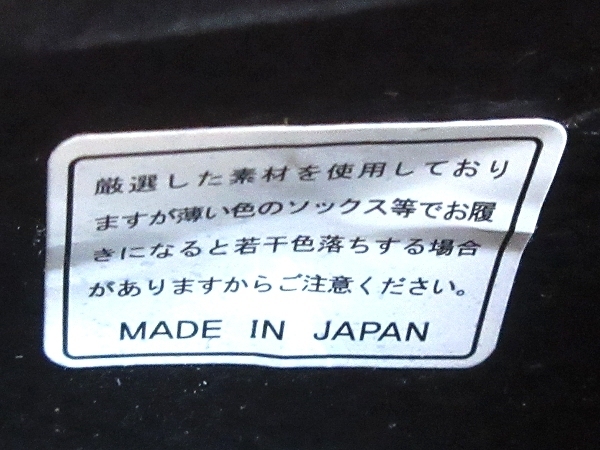 厳選した素材を使用しており
ますが薄い色のソックス等でお履
きになると若干色落ちする場合
がありますからご注意ください。
MADE IN JAPAN